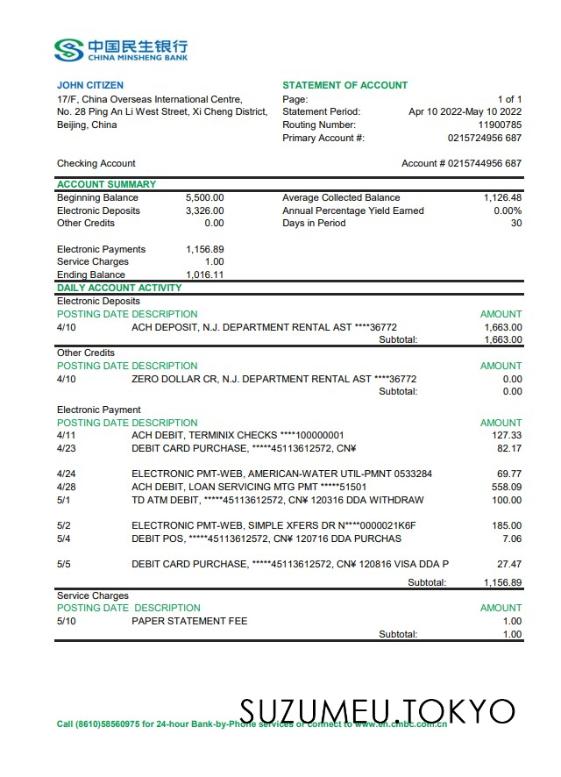 中国民生银行
CHINA MINSHENG BANK
JOHN CITIZEN
17/F, China Overseas International Centre,
No. 28 Ping An Li West Street, Xi Cheng District,
Beijing, China
STATEMENT OF ACCOUNT
Page: 1 of 1
Statement Period: Apr 10 2022-May 10 2022
Routing Number: 11900785
Primary Account #: 0215724956 687
Checking Account Account # 0215744956 687
ACCOUNT SUMMARY
Beginning Balance 5,500.00 Average Collected Balance 1,126.48
Electronic Deposits 3,326.00 Annual Percentage Yield Earned 0.00%
Other Credits 0.00 Days in Period 30
Electronic Payments 1,156.89
Service Charges 1.00
Ending Balance 1,016.11
DAILY ACCOUNT ACTIVITY
Electronic Deposits
POSTING DATE DESCRIPTION AMOUNT
4/10 ACH DEPOSIT, N.J. DEPARTMENT RENTAL AST ****36772 1,663.00
Subtotal: 1,663.00
Other Credits
POSTING DATE DESCRIPTION AMOUNT
4/10 ZERO DOLLAR CR, N.J. DEPARTMENT RENTAL AST ****36772 0.00
Subtotal: 0.00
Electronic Payment
POSTING DATE DESCRIPTION AMOUNT
4/11 ACH DEBIT, TERMINIX CHECKS ****100000001 127.33
4/23 DEBIT CARD PURCHASE, *****45113612572, CN¥ 82.17
4/24 ELECTRONIC PMT-WEB, AMERICAN-WATER UTIL-PMNT 0533284 69.77
4/28 ACH DEBIT, LOAN SERVICING MTG PMT *****51501 558.09
5/1 TD ATM DEBIT, *****45113612572, CN¥ 120316 DDA WITHDRAW 100.00
5/2 ELECTRONIC PMT-WEB, SIMPLE XFERS DR N****0000021K6F 185.00
5/4 DEBIT POS, *****45113612572, CN¥ 120716 DDA PURCHAS 7.06
5/5 DEBIT CARD PURCHASE, *****45113612572, CN¥ 120816 VISA DDA P 27.47
Subtotal: 1,156.89
Service Charges
POSTING DATE DESCRIPTION AMOUNT
5/10 PAPER STATEMENT FEE 1.00
Subtotal: 1.00
SUZUMEU.TOKYO
Call (8610)58560975 for 24-hour Bank-by-Phone services or connect to www.en.cmbc.com.cn